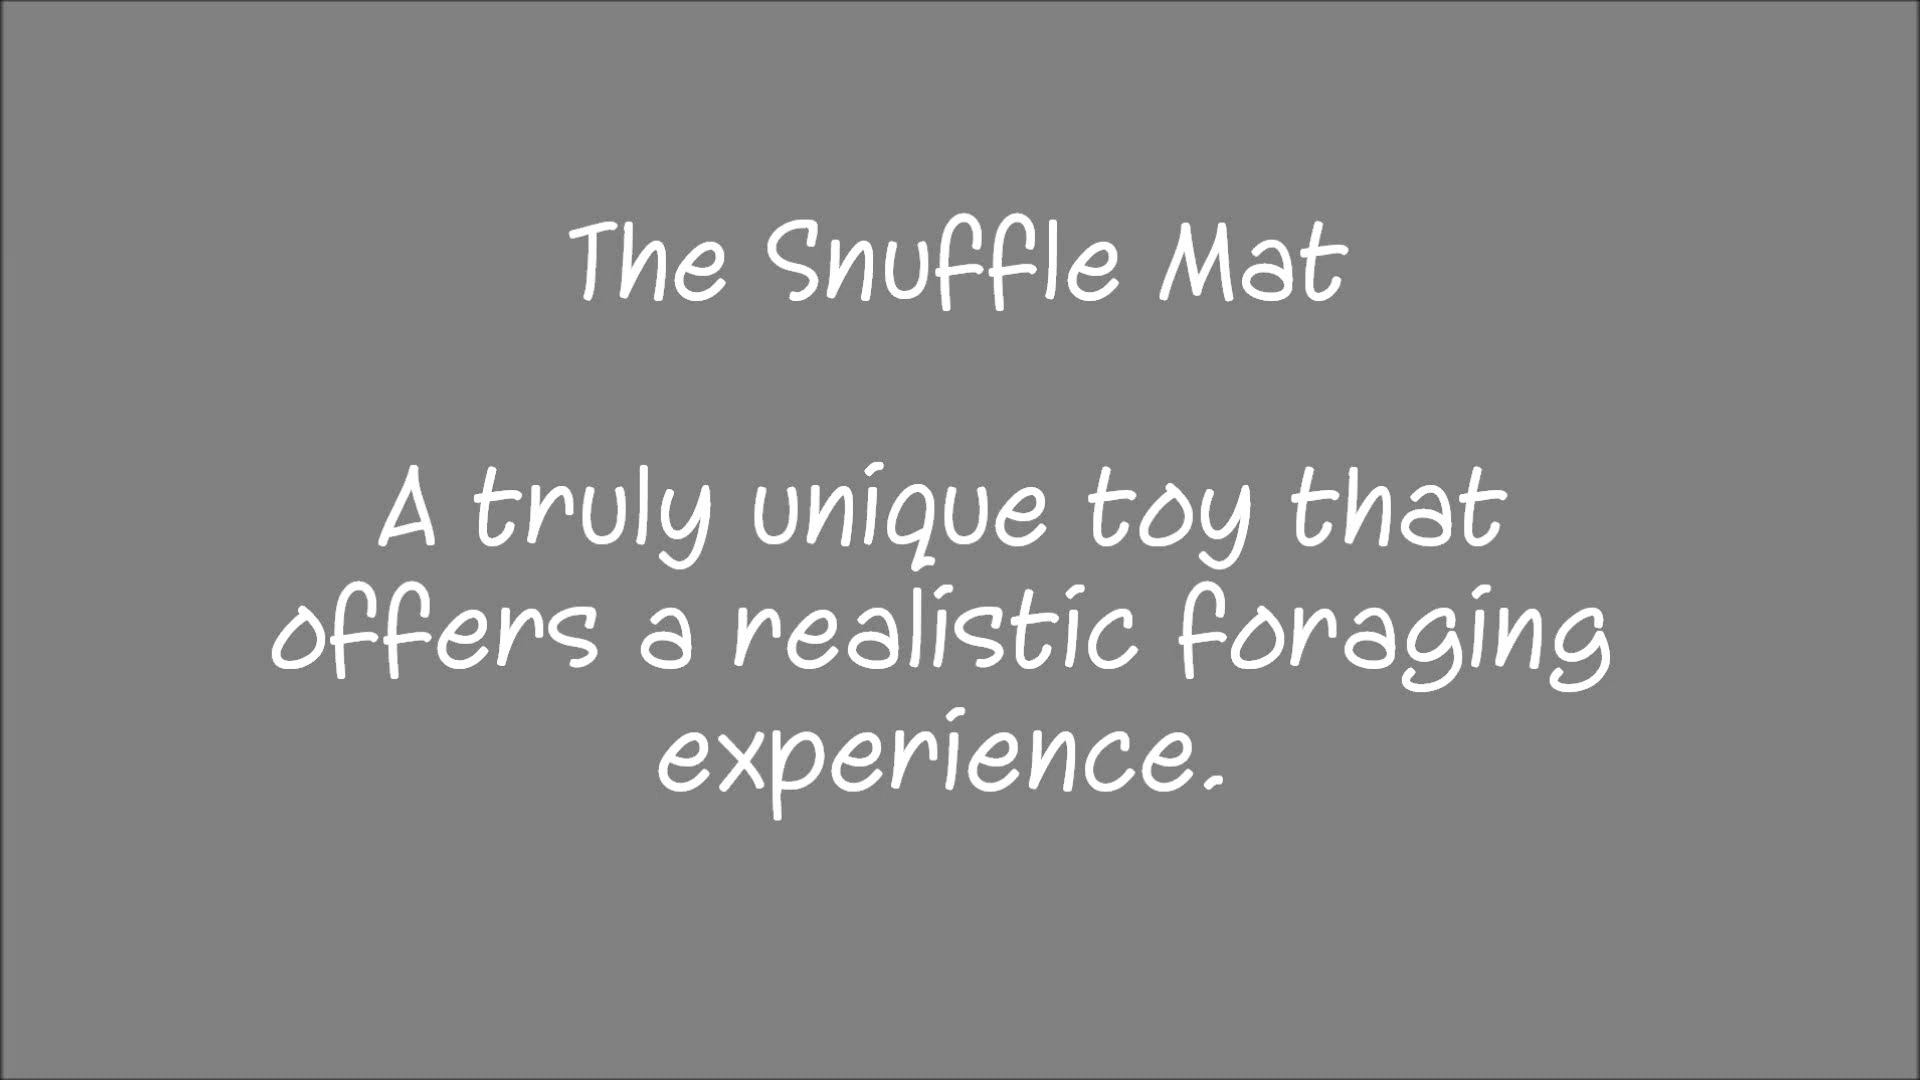 The Snuffle Mat
A truly unique toy that
offers a realistic foraging
experience.